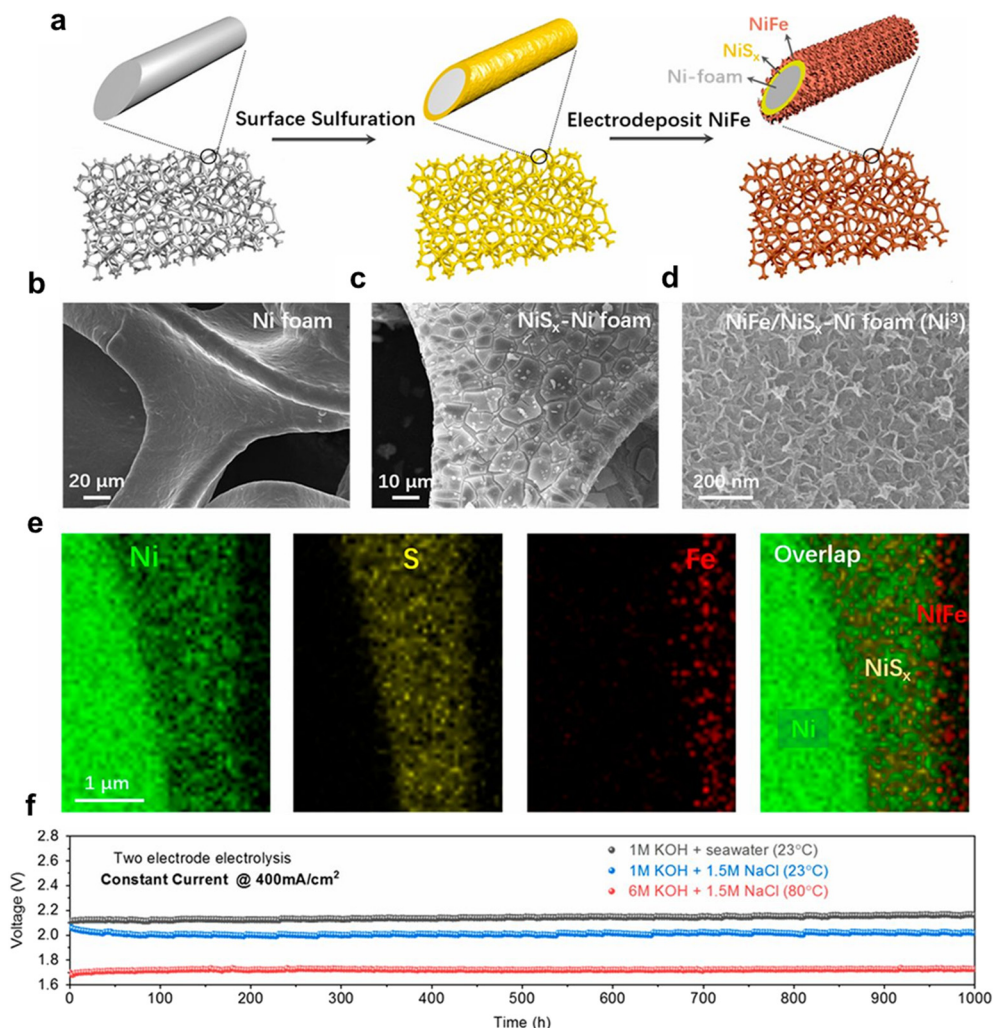 a
NiFe
NiSₓ
Ni-foam
Surface Sulfuration
Electrodeposit NiFe
b
c
d
Ni foam
NiSₓ-Ni foam
NiFe/NiSₓ-Ni foam (Ni³)
20 μm
10 μm
200 nm
e
Ni
S
Fe
Overlap
NiFe
NiSₓ
Ni
1 μm
f
2.8
2.6
2.4
2.2
2.0
1.8
1.6
Voltage (V)
Two electrode electrolysis
Constant Current @ 400mA/cm²
1M KOH + seawater (23°C)
1M KOH + 1.5M NaCl (23°C)
6M KOH + 1.5M NaCl (80°C)
0 100 200 300 400 500 600 700 800 900 1000
Time (h)